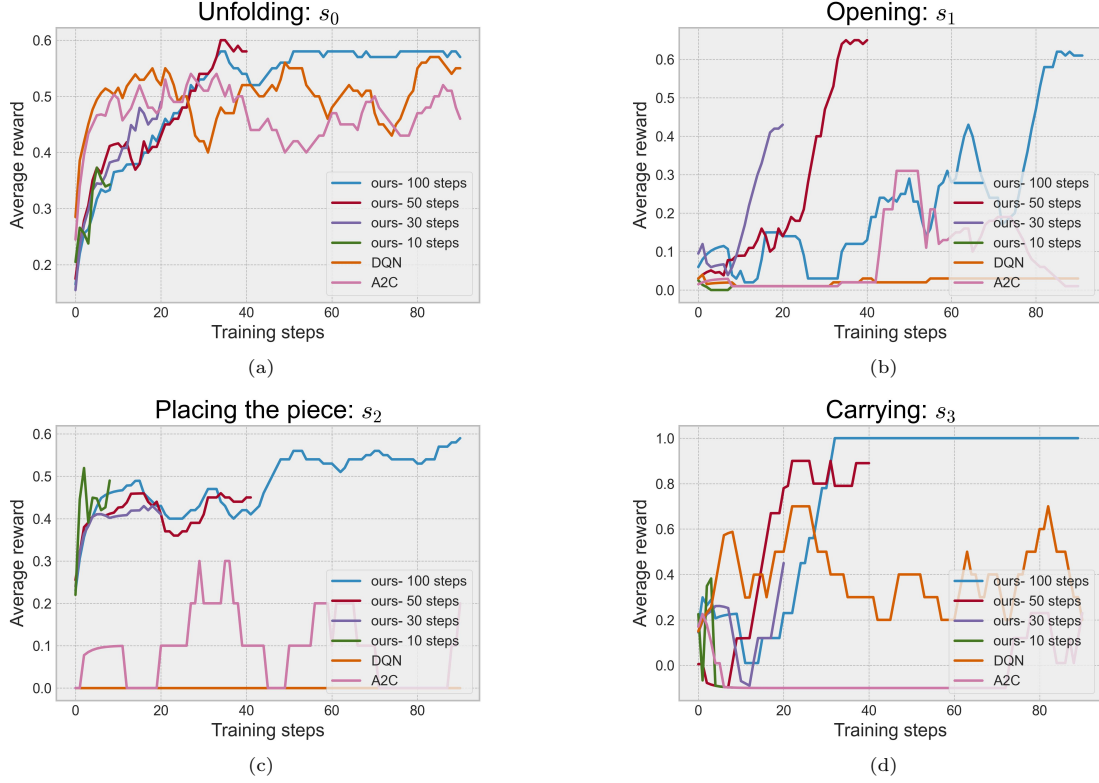 Unfolding: s₀
0.6
0.5
0.4
0.3
0.2
Average reward
0 20 40 60 80
Training steps
ours- 100 steps
ours- 50 steps
ours- 30 steps
ours- 10 steps
DQN
A2C
(a)
Opening: s₁
0.6
0.5
0.4
0.3
0.2
0.1
0.0
Average reward
0 20 40 60 80
Training steps
ours- 100 steps
ours- 50 steps
ours- 30 steps
ours- 10 steps
DQN
A2C
(b)
Placing the piece: s₂
0.6
0.5
0.4
0.3
0.2
0.1
0.0
Average reward
0 20 40 60 80
Training steps
ours- 100 steps
ours- 50 steps
ours- 30 steps
ours- 10 steps
DQN
A2C
(c)
Carrying: s₃
1.0
0.8
0.6
0.4
0.2
0.0
Average reward
0 20 40 60 80
Training steps
ours- 100 steps
ours- 50 steps
ours- 30 steps
ours- 10 steps
DQN
A2C
(d)